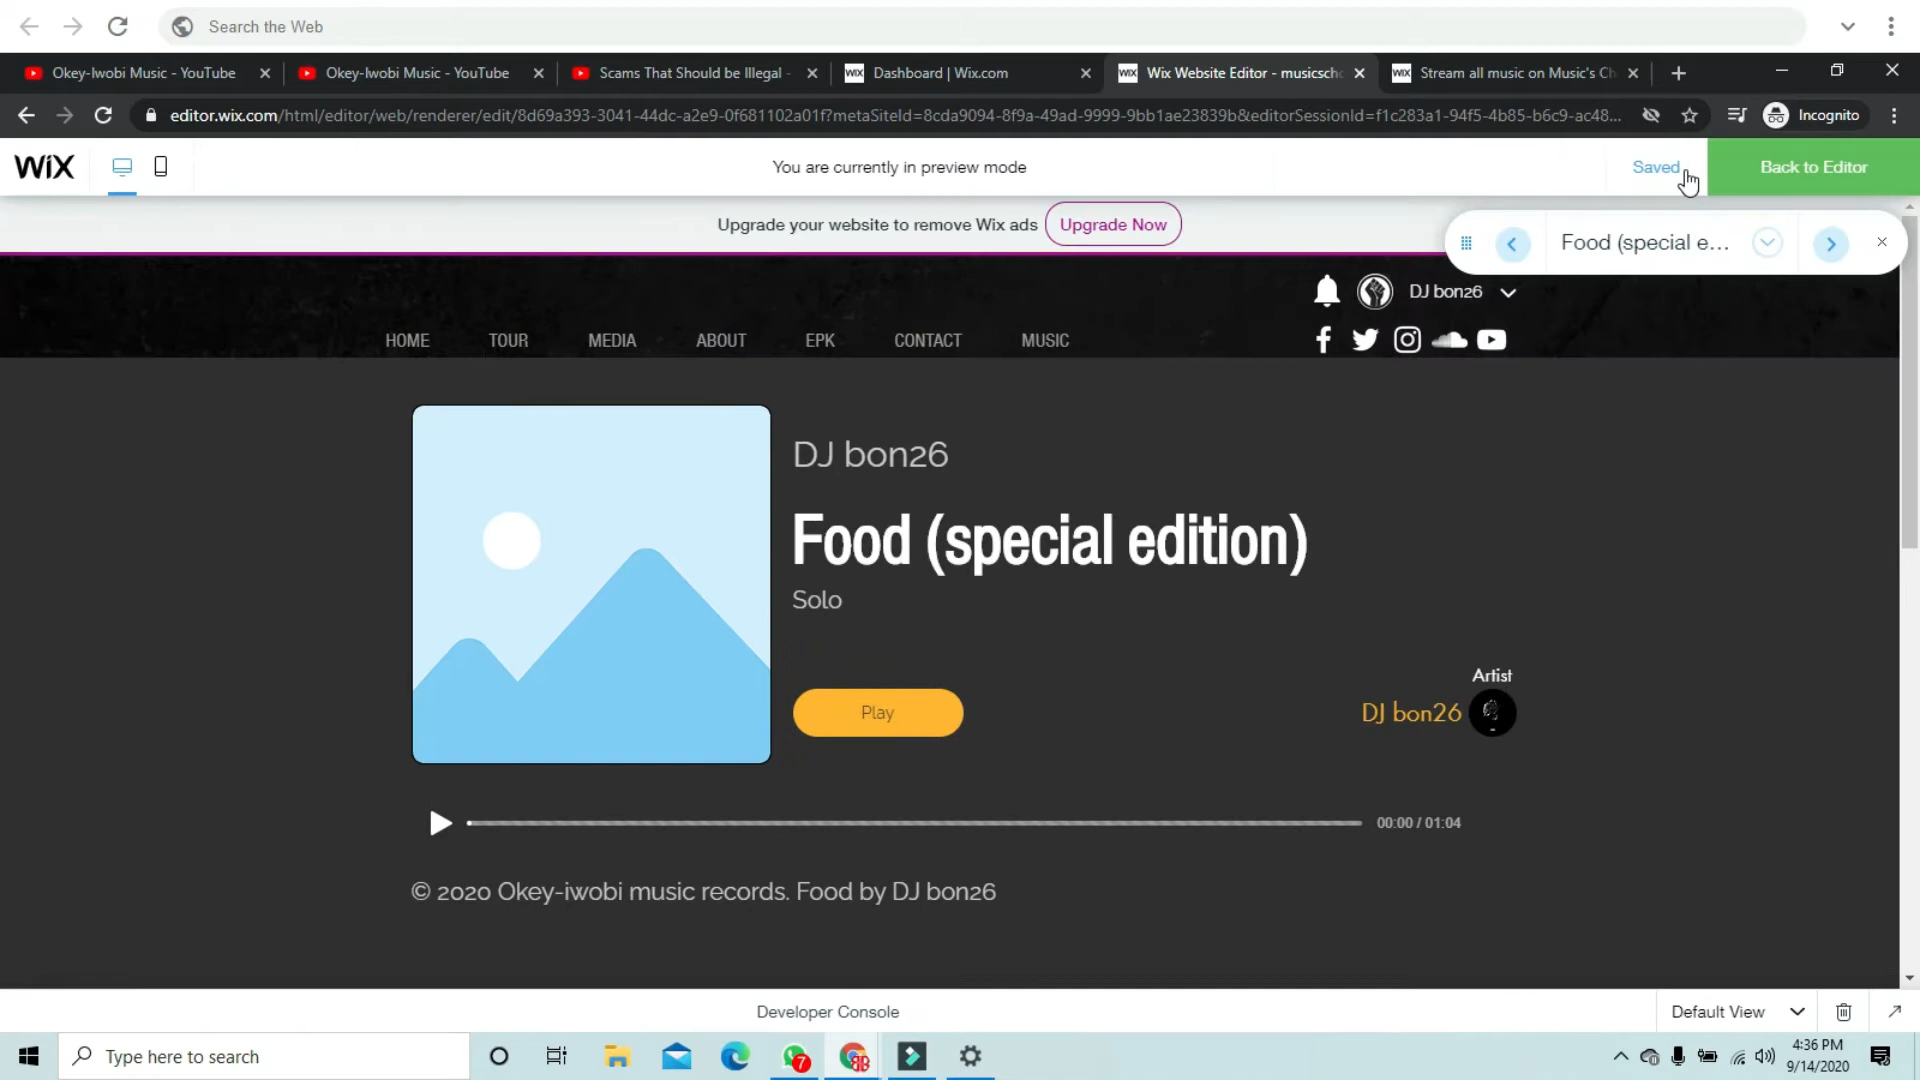 Search the Web
Okey-Iwobi Music - YouTube
Okey-Iwobi Music - YouTube
Scams That Should be Illegal -
WIX
Dashboard | Wix.com
WIX
Wix Website Editor - musicsch
WIX
Stream all music on Music's Ch
editor.wix.com/html/editor/web/renderer/edit/8d69a393-3041-44dc-a2e9-0f681102a01f?metaSiteId=8cda9094-8f9a-49ad-9999-9bb1ae23839b&editorSessionId=f1c283a1-94f5-4b85-b6c9-ac48...
Incognito
WiX
You are currently in preview mode
Saved
Back to Editor
Upgrade your website to remove Wix ads
Upgrade Now
Food (special e...
DJ bon26
HOME TOUR MEDIA ABOUT EPK CONTACT MUSIC
DJ bon26
Food (special edition)
Solo
Artist
Play
DJ bon26
00:00 / 01:04
© 2020 Okey-iwobi music records. Food by DJ bon26
Developer Console
Default View
Type here to search
7
4:36 PM
9/14/2020